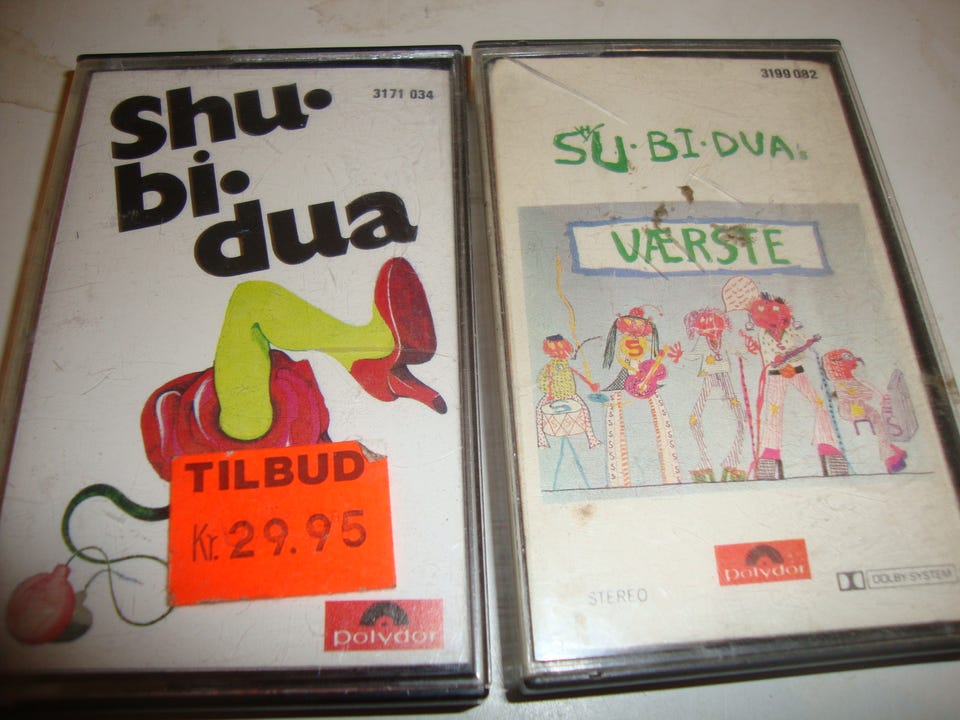 shu·
bi·
dua
3171 034
TILBUD
Kr. 29.95
polydor
3199 082
SU·BI·DUA's
VÆRSTE
S
polydor
STEREO
DOLBY SYSTEM